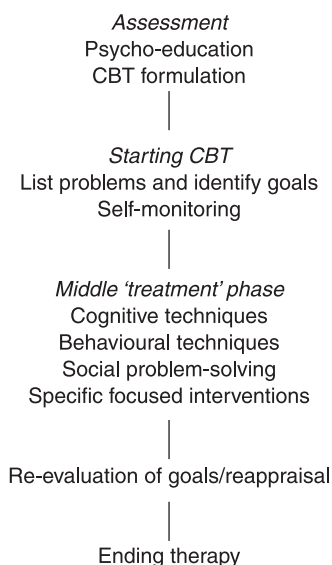 Assessment
Psycho-education
CBT formulation
Starting CBT
List problems and identify goals
Self-monitoring
Middle ‘treatment’ phase
Cognitive techniques
Behavioural techniques
Social problem-solving
Specific focused interventions
Re-evaluation of goals/reappraisal
Ending therapy